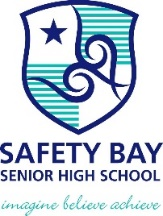 SAFETY BAY
SENIOR HIGH SCHOOL
imagine believe achieve